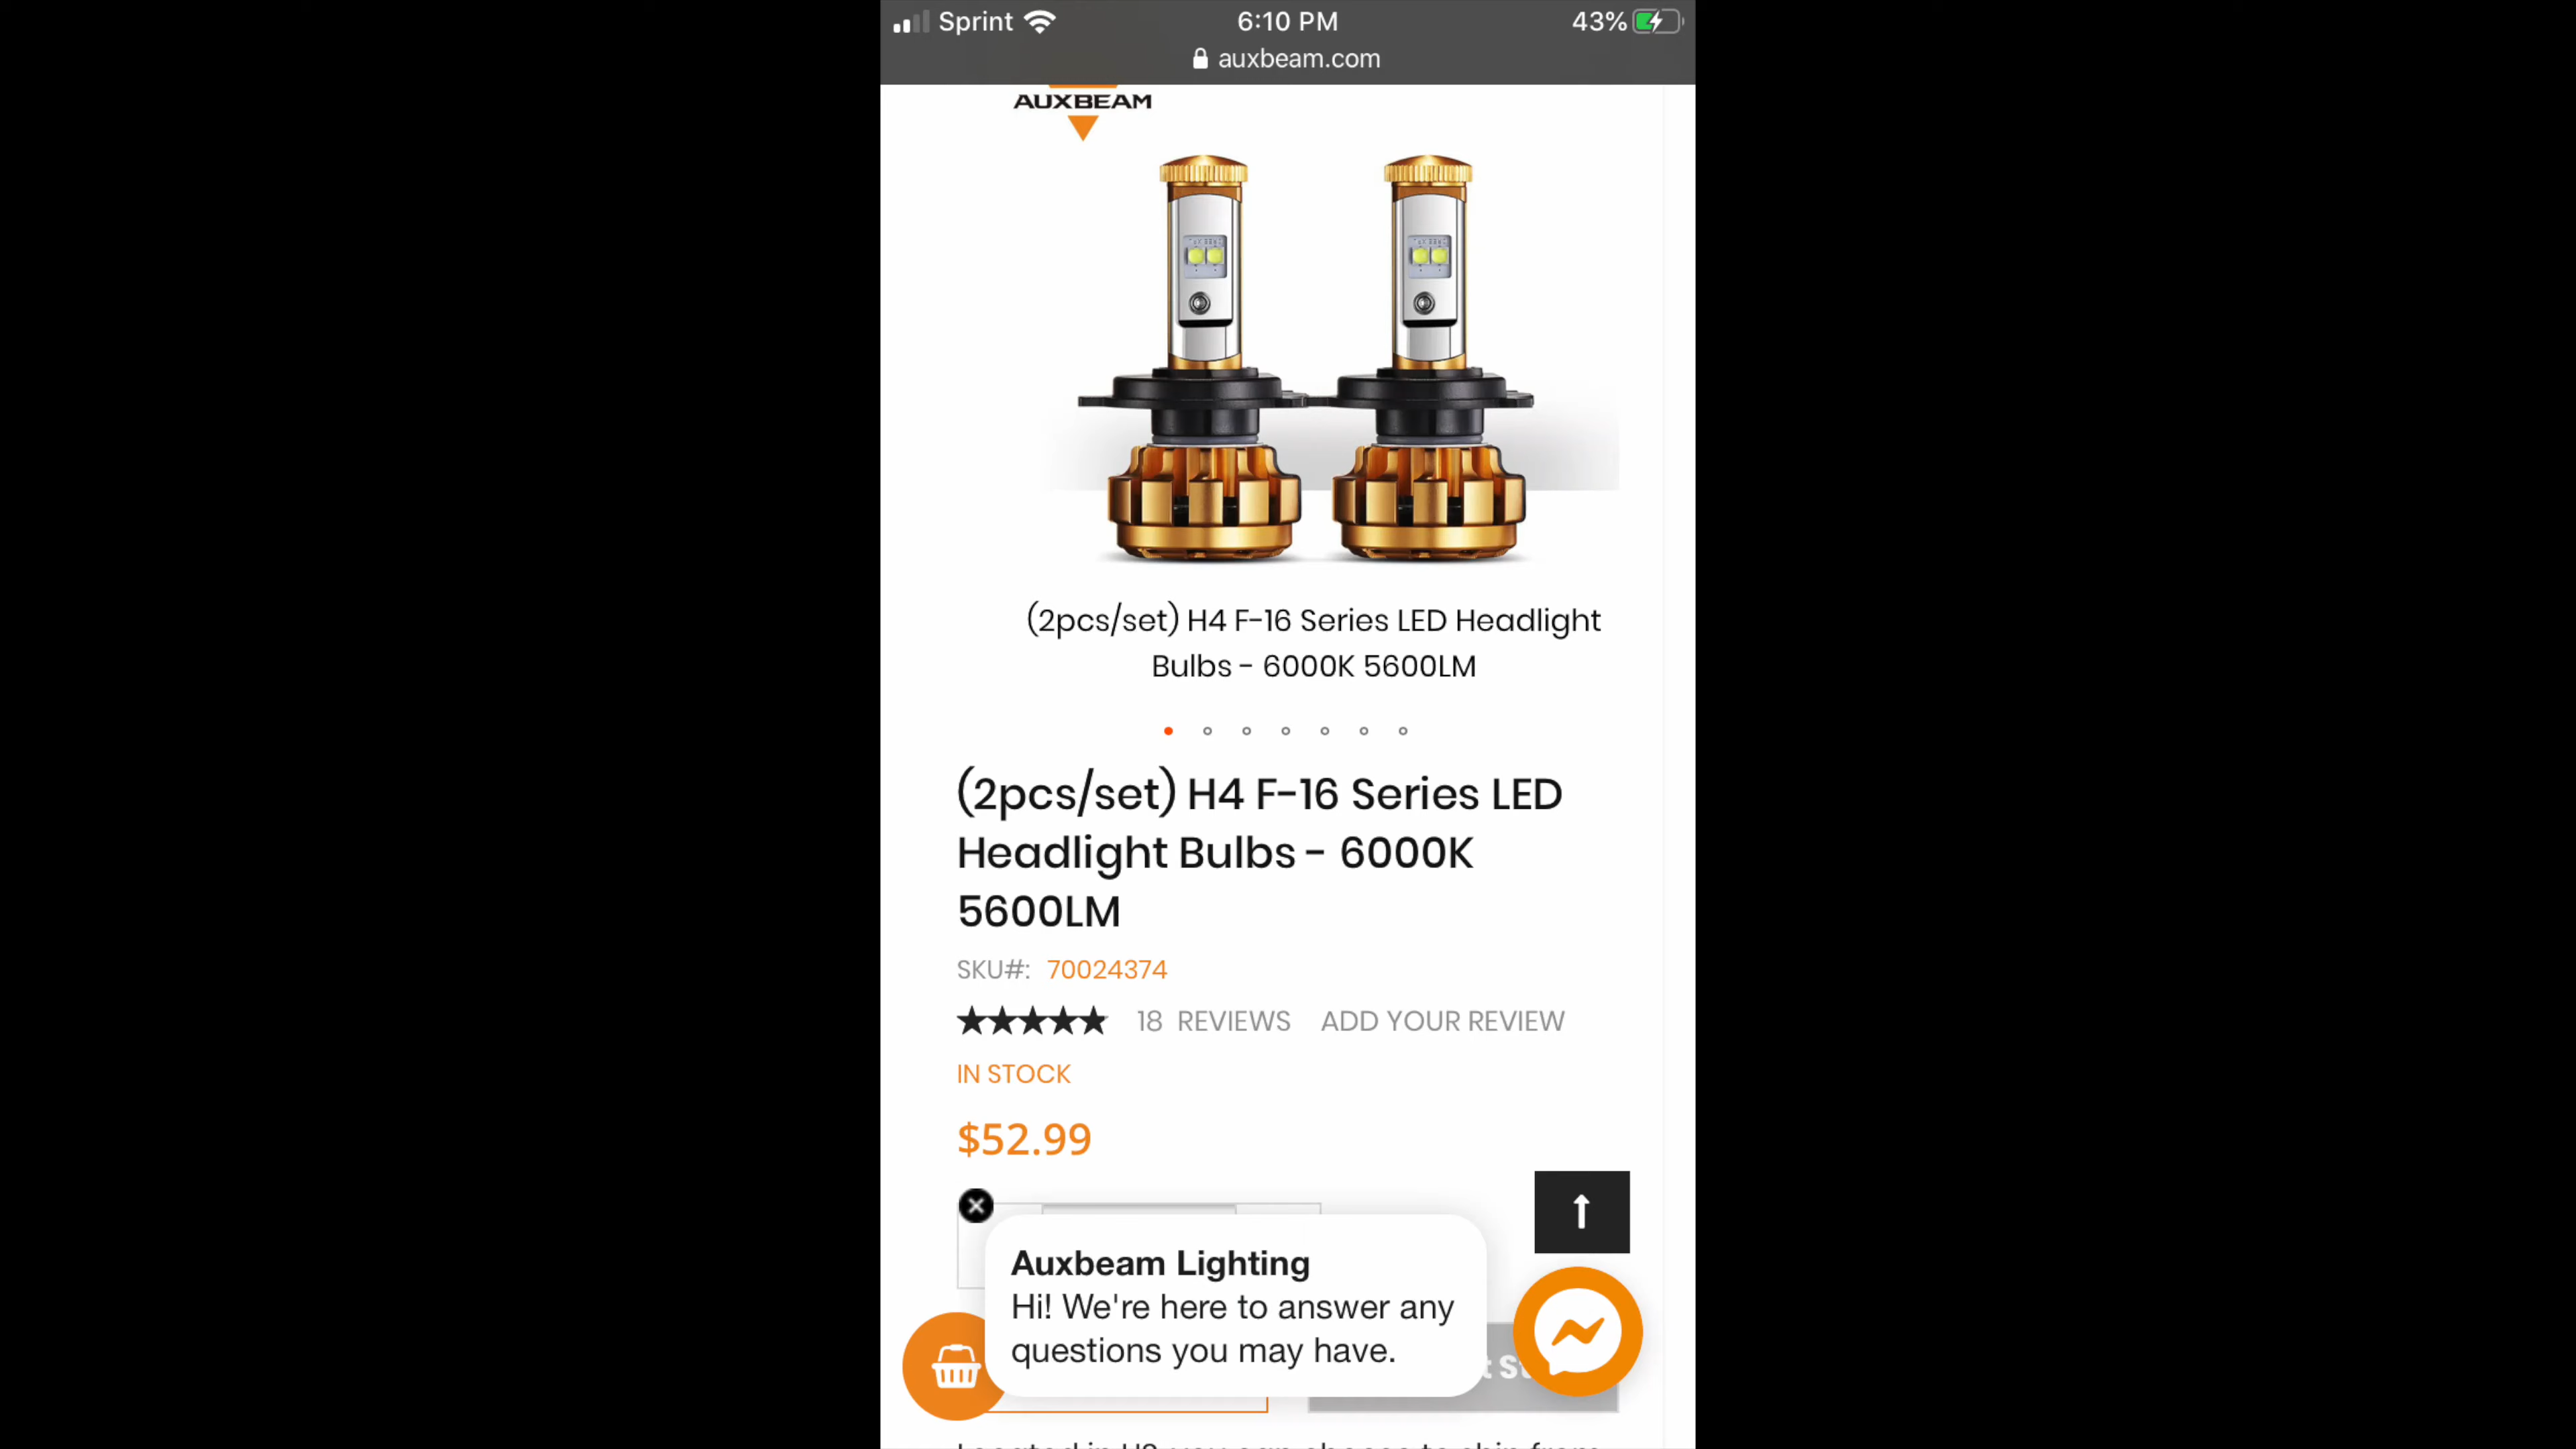 Sprint 6:10 PM 43%
auxbeam.com
AUXBEAM
(2pcs/set) H4 F-16 Series LED Headlight
Bulbs - 6000K 5600LM
(2pcs/set) H4 F-16 Series LED
Headlight Bulbs - 6000K
5600LM
SKU#: 70024374
18 REVIEWS ADD YOUR REVIEW
IN STOCK
$52.99
Auxbeam Lighting
Hi! We're here to answer any
questions you may have.